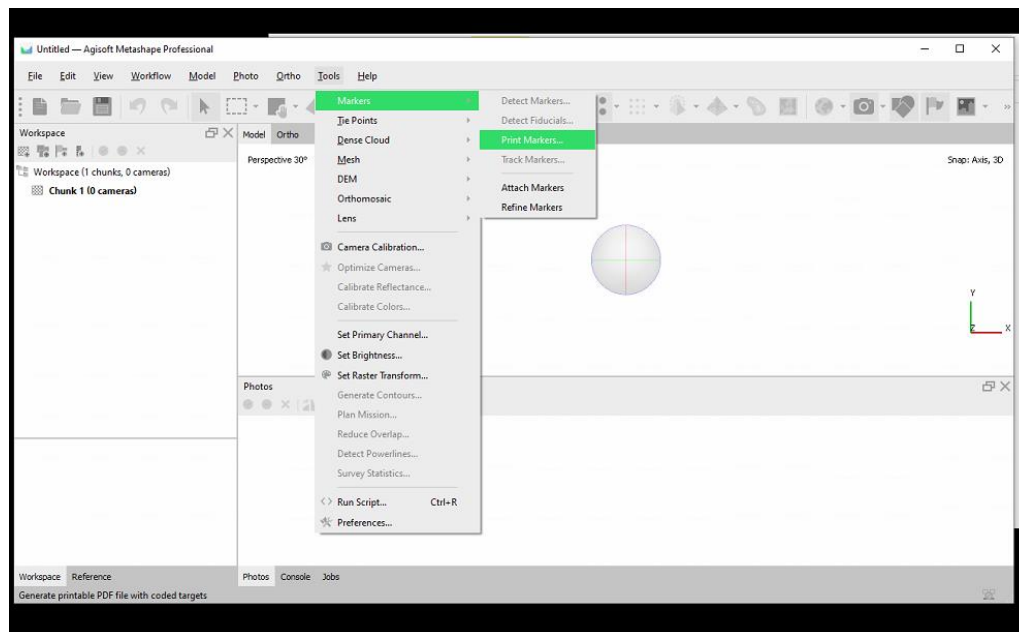 Untitled — Agisoft Metashape Professional
File Edit View Workflow Model Photo Ortho Tools Help
Workspace
Workspace (1 chunks, 0 cameras)
Chunk 1 (0 cameras)
Model Ortho
Perspective 30°
Snap: Axis, 3D
Markers
Tie Points
Dense Cloud
Mesh
DEM
Orthomosaic
Lens
Camera Calibration...
Optimize Cameras...
Calibrate Reflectance...
Calibrate Colors...
Set Primary Channel...
Set Brightness...
Set Raster Transform...
Generate Contours...
Plan Mission...
Reduce Overlap...
Detect Powerlines...
Survey Statistics...
Run Script... Ctrl+R
Preferences...
Detect Markers...
Detect Fiducials...
Print Markers...
Track Markers...
Attach Markers
Refine Markers
Y
Z X
Photos
Workspace Reference
Photos Console Jobs
Generate printable PDF file with coded targets